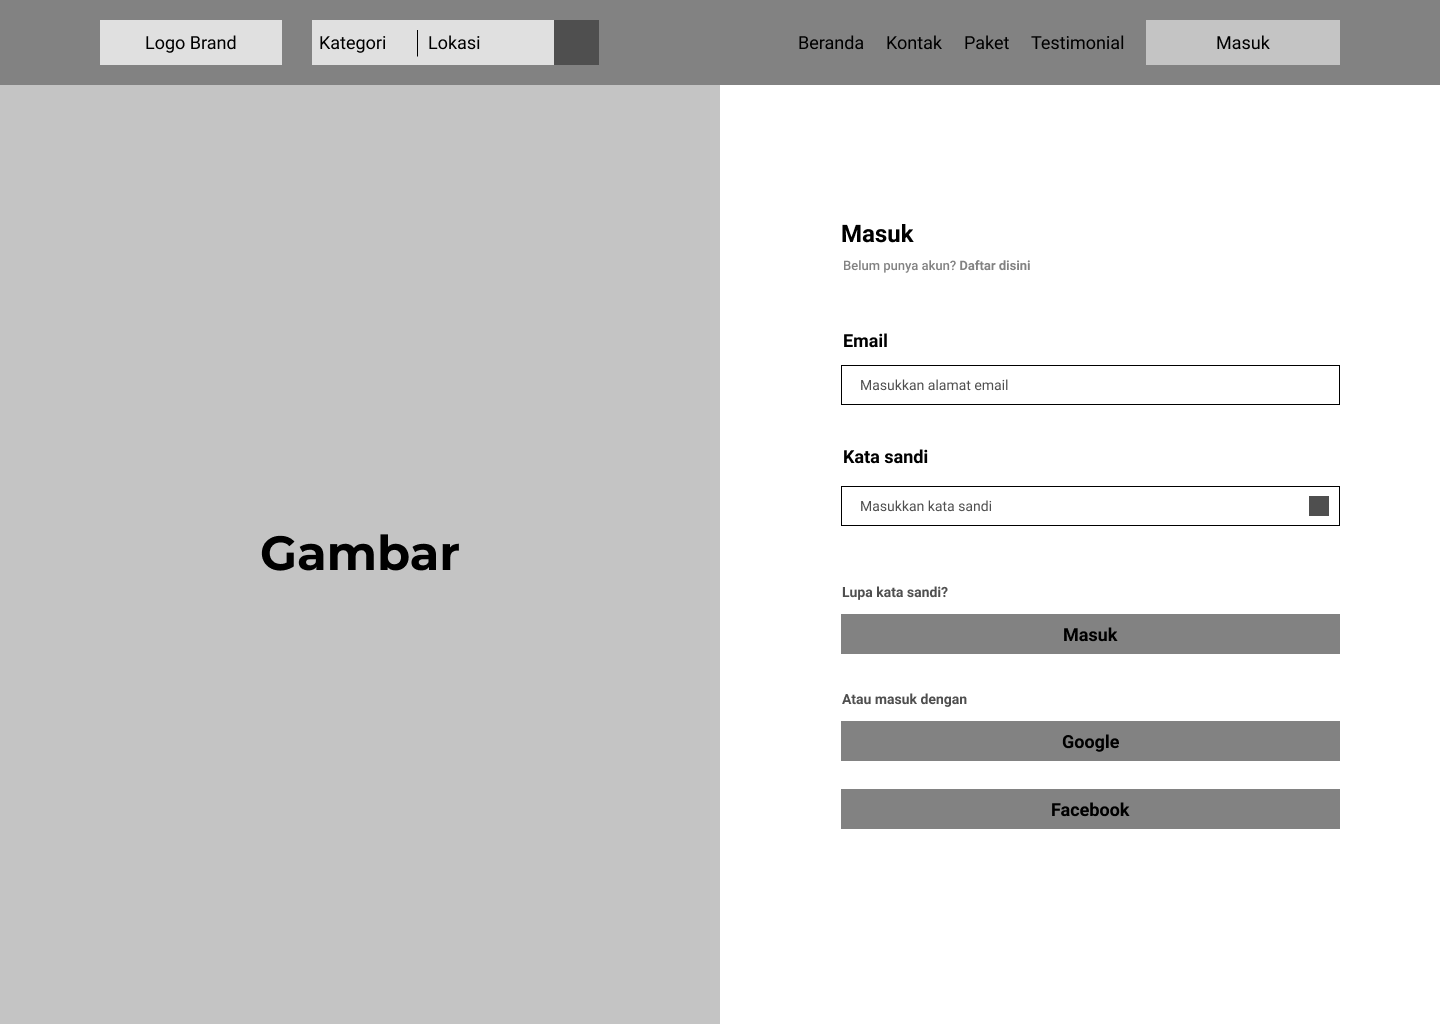 Logo Brand
Kategori
Lokasi
Beranda
Kontak
Paket
Testimonial
Masuk
Gambar
Masuk
Belum punya akun? Daftar disini
Email
Masukkan alamat email
Kata sandi
Masukkan kata sandi
Lupa kata sandi?
Masuk
Atau masuk dengan
Google
Facebook